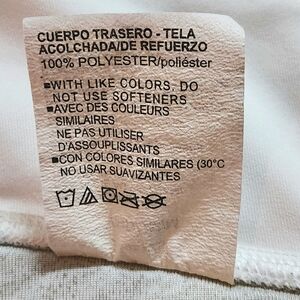 CUERPO TRASERO - TELA
ACOLCHADA/DE REFUERZO
100% POLYESTER/poliéster
■WITH LIKE COLORS, DO
NOT USE SOFTENERS
■AVEC DES COULEURS
SIMILAIRES
NE PAS UTILISER
D'ASSOUPLISSANTS
■CON COLORES SIMILARES (30°C
NO USAR SUAVIZANTES